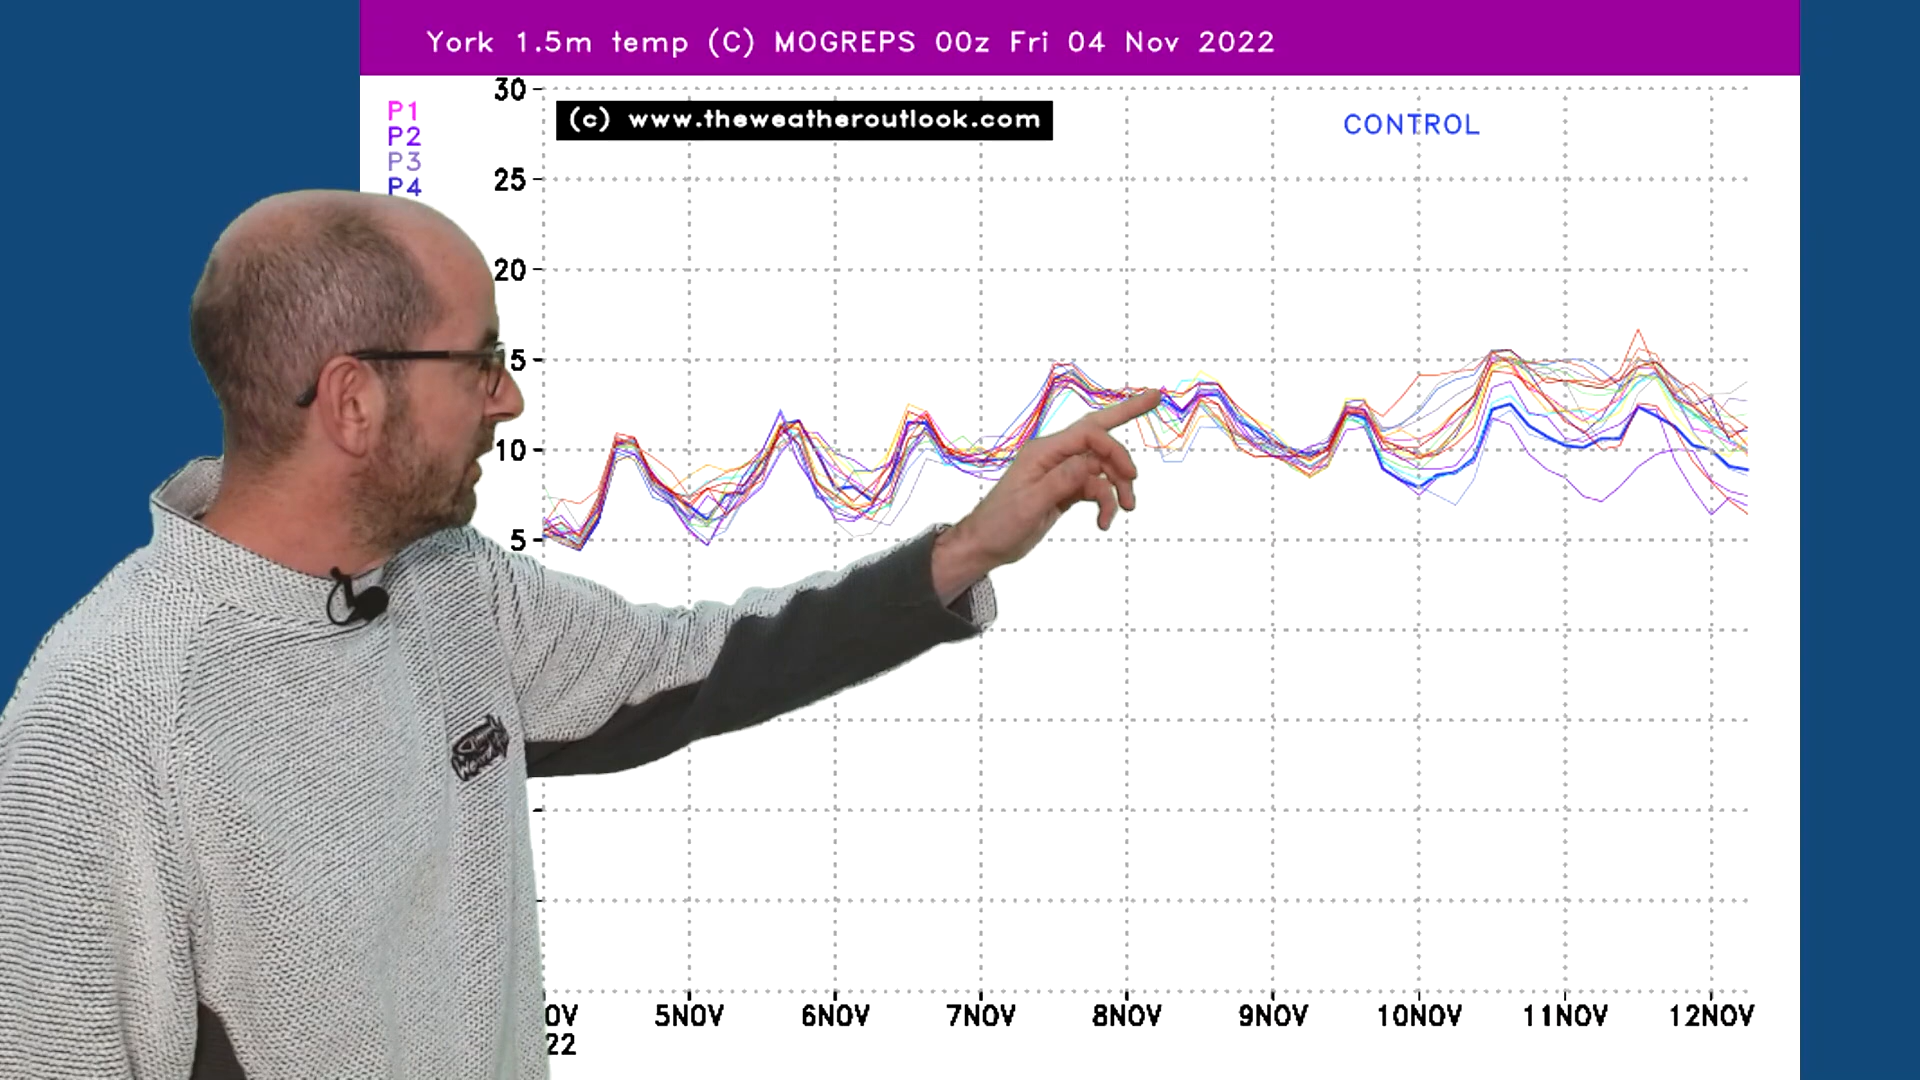 York 1.5m temp (C) MOGREPS 00z Fri 04 Nov 2022
(c) www.theweatheroutlook.com
CONTROL
P1
P2
P3
P4
30
25
20
5
10
5
OV 5NOV 6NOV 7NOV 8NOV 9NOV 10NOV 11NOV 12NOV
22